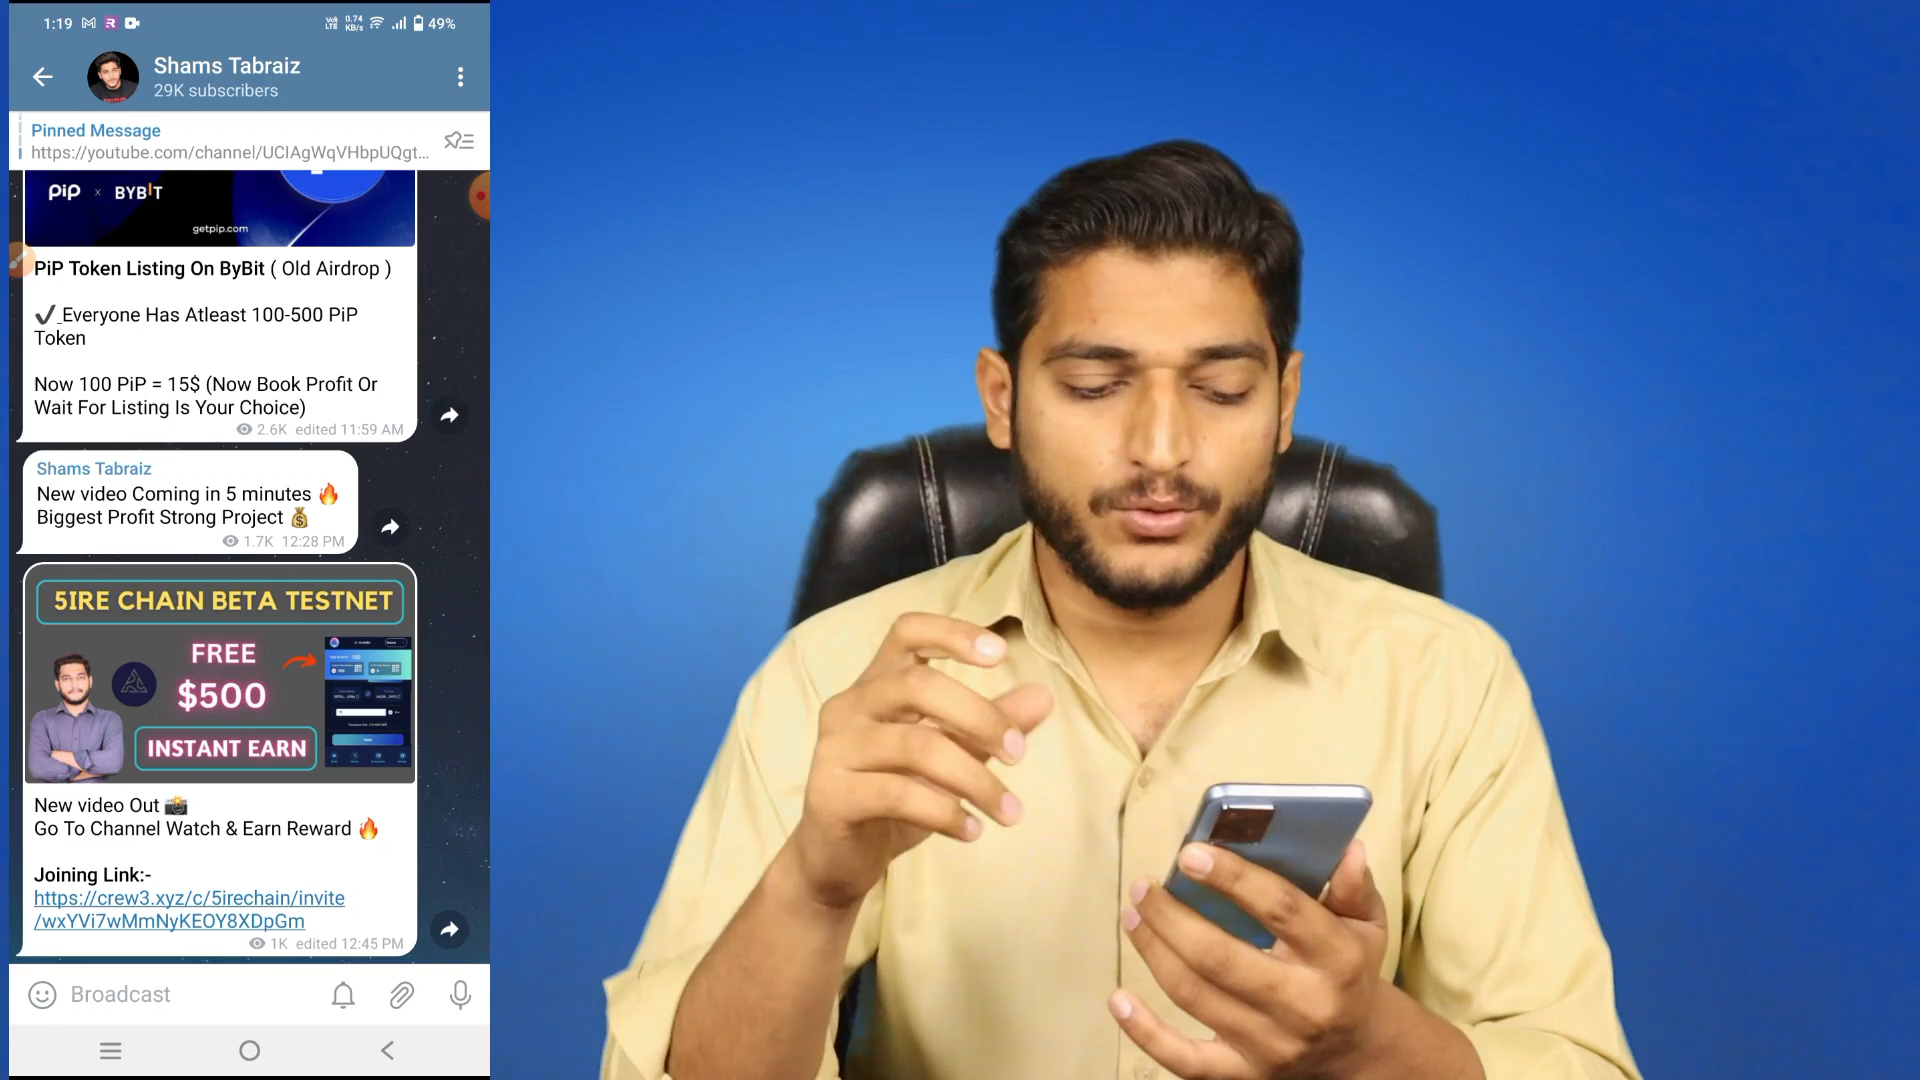 1:19
Vo) LTE
0.74 KB/s
49%
Shams Tabraiz
29K subscribers
Pinned Message
https://youtube.com/channel/UCIAgWqVHbpUQgt...
PiP x BYBIT
getpip.com
PiP Token Listing On ByBit ( Old Airdrop )
✔️ Everyone Has Atleast 100-500 PiP
Token
Now 100 PiP = 15$ (Now Book Profit Or
Wait For Listing Is Your Choice)
2.6K edited 11:59 AM
Shams Tabraiz
New video Coming in 5 minutes 🔥
Biggest Profit Strong Project 💰
1.7K 12:28 PM
5IRE CHAIN BETA TESTNET
FREE
$500
INSTANT EARN
New video Out 📸
Go To Channel Watch & Earn Reward 🔥
Joining Link:-
https://crew3.xyz/c/5irechain/invite
/wxYVi7wMmNyKEOY8XDpGm
1K edited 12:45 PM
Broadcast